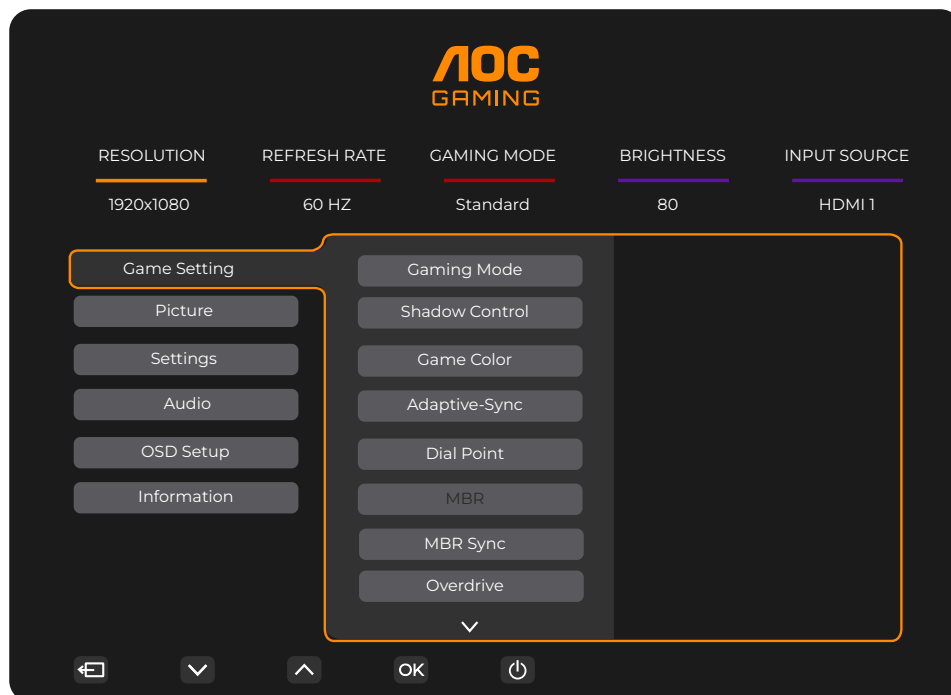 AOC
GAMING
RESOLUTION REFRESH RATE GAMING MODE BRIGHTNESS INPUT SOURCE
1920x1080 60 HZ Standard 80 HDMI 1
Game Setting
Picture
Settings
Audio
OSD Setup
Information
Gaming Mode
Shadow Control
Game Color
Adaptive-Sync
Dial Point
MBR
MBR Sync
Overdrive
OK